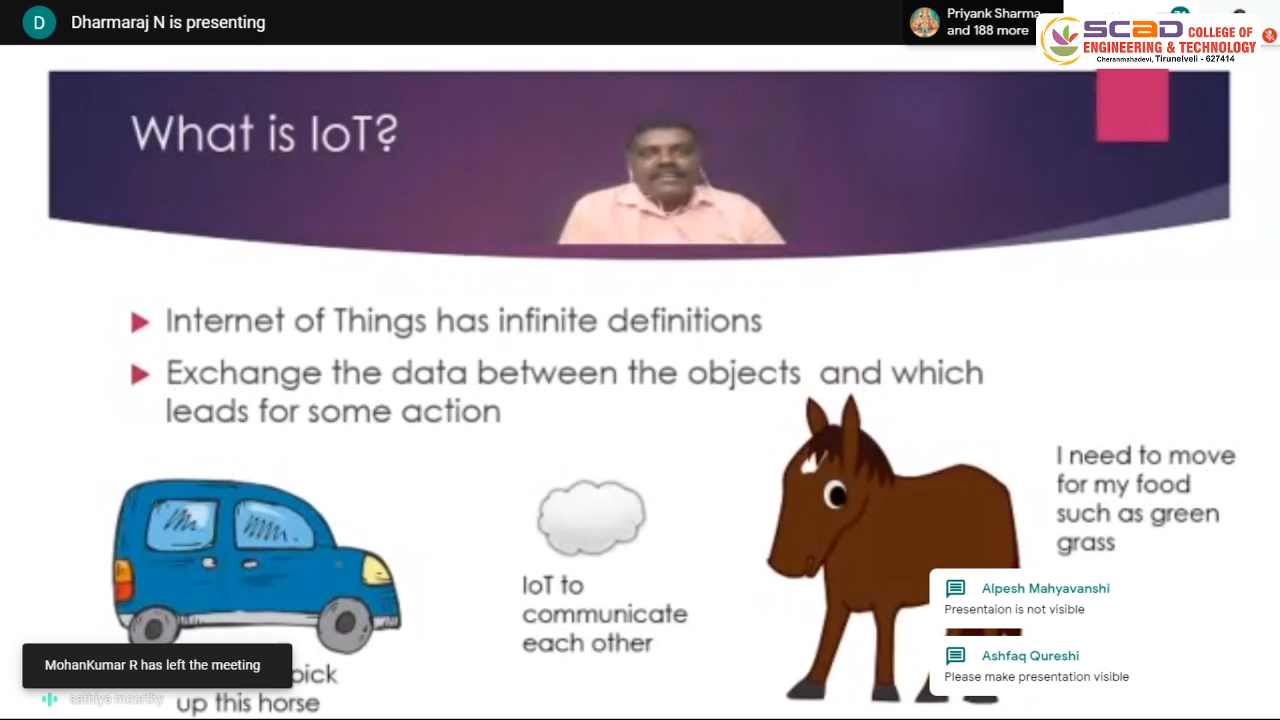 D Dharmaraj N is presenting
Priyank Sharma
and 188 more
SCAD COLLEGE OF
ENGINEERING & TECHNOLOGY
Cheranmahadevi, Tirunelveli - 627414
What is IoT?
Internet of Things has infinite definitions
Exchange the data between the objects and which
leads for some action
I need to move
for my food
such as green
grass
IoT to
communicate
each other
Alpesh Mahyavanshi
Presentaion is not visible
Ashfaq Qureshi
Please make presentation visible
MohanKumar R has left the meeting
pick
up this horse
sathiya moorthy